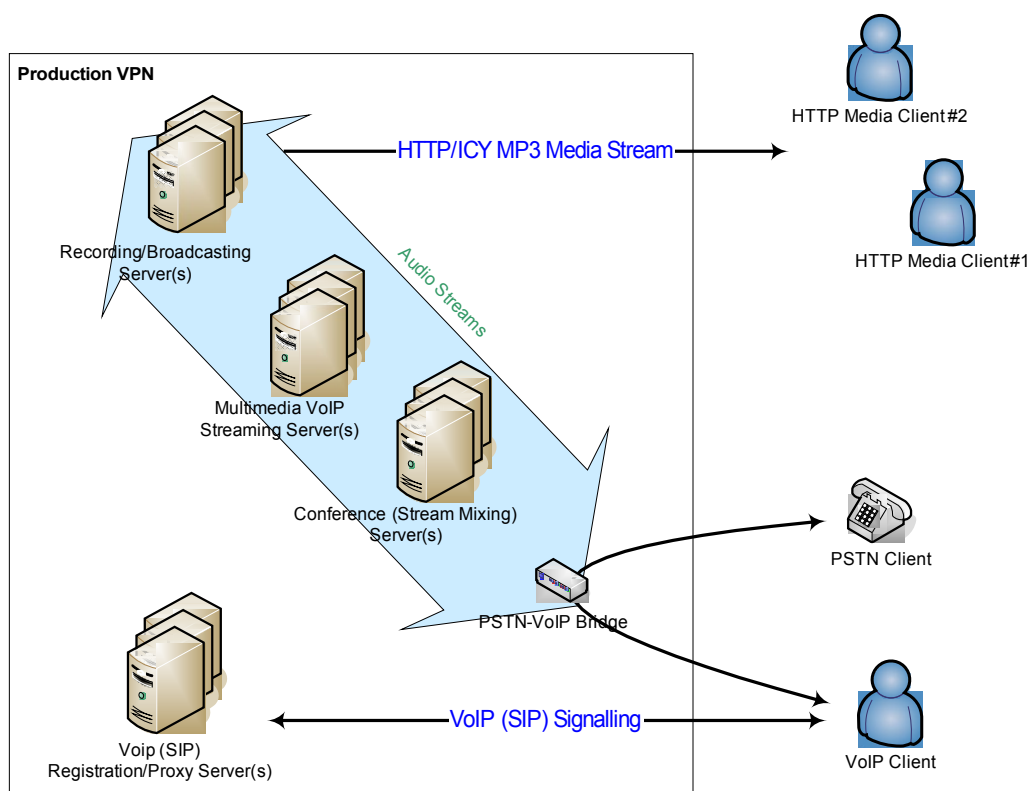 Production VPN
HTTP Media Client#2
HTTP/ICY MP3 Media Stream
HTTP Media Client#1
Recording/Broadcasting
Server(s)
Audio Streams
Multimedia VoIP
Streaming Server(s)
Conference (Stream Mixing)
Server(s)
PSTN Client
PSTN-VoIP Bridge
VoIP (SIP) Signalling
Voip (SIP)
Registration/Proxy Server(s)
VoIP Client